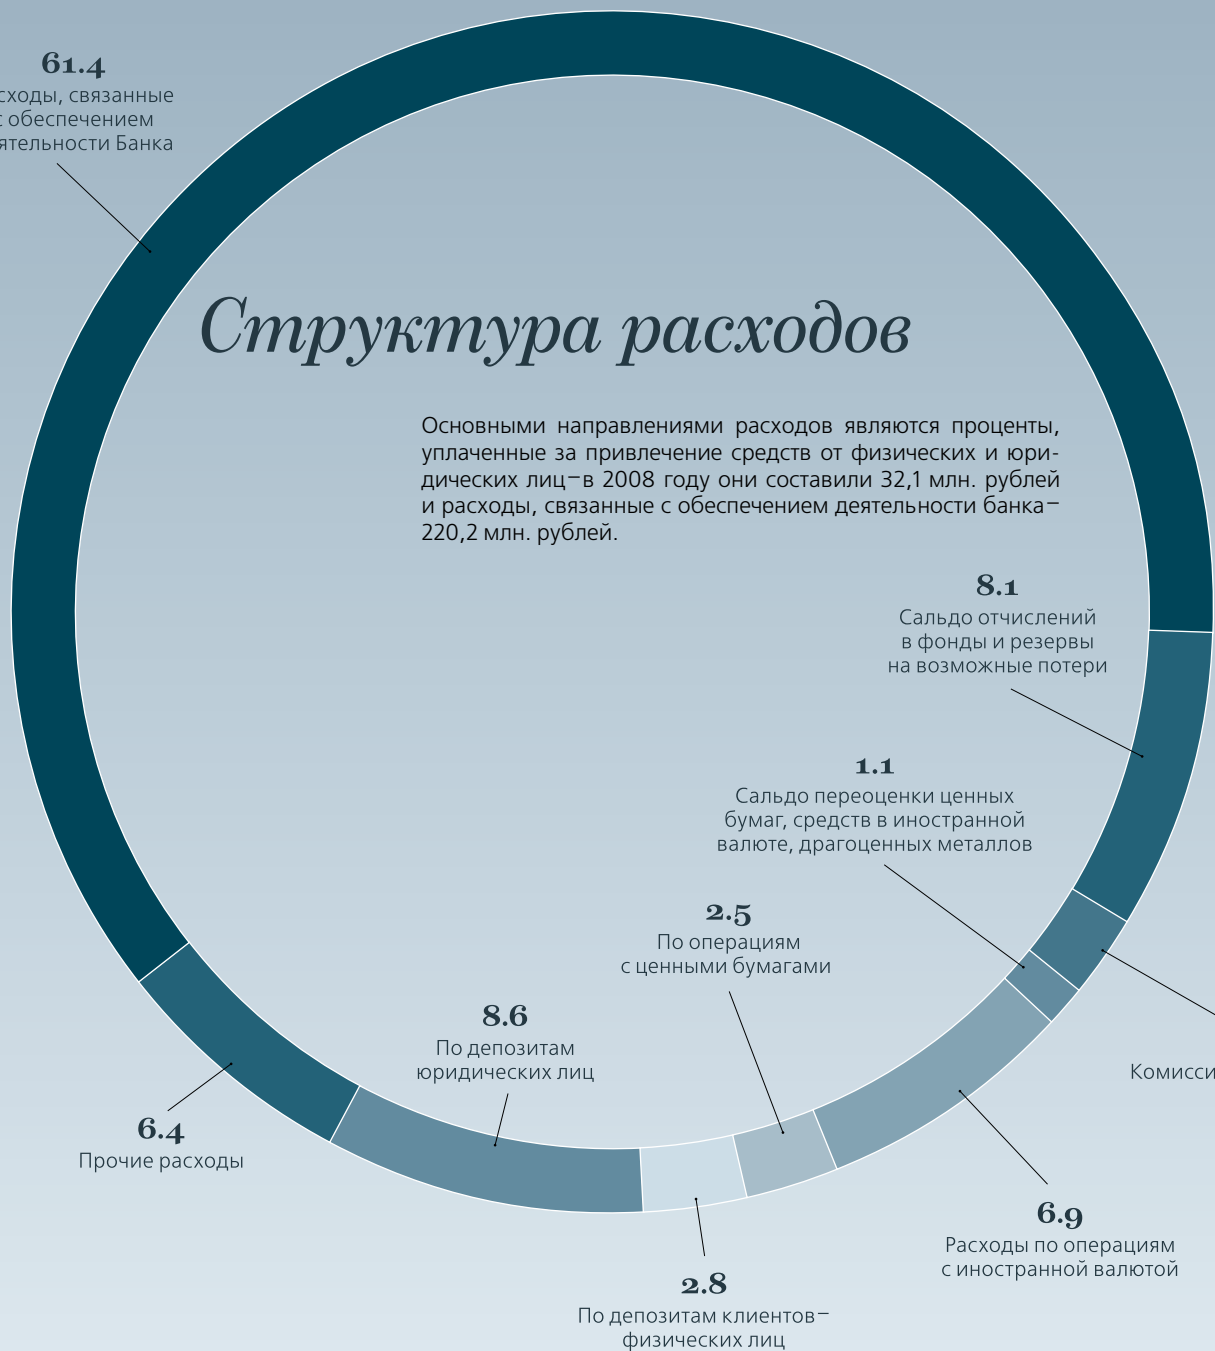 61.4
сходы, связанные
с обеспечением
ятельности Банка
Структура расходов
Основными направлениями расходов являются проценты,
уплаченные за привлечение средств от физических и юри-
дических лиц–в 2008 году они составили 32,1 млн. рублей
и расходы, связанные с обеспечением деятельности банка–
220,2 млн. рублей.
8.1
Сальдо отчислений
в фонды и резервы
на возможные потери
1.1
Сальдо переоценки ценных
бумаг, средств в иностранной
валюте, драгоценных металлов
2.5
По операциям
с ценными бумагами
8.6
По депозитам
юридических лиц
Комисси
6.4
Прочие расходы
6.9
Расходы по операциям
с иностранной валютой
2.8
По депозитам клиентов–
физических лиц